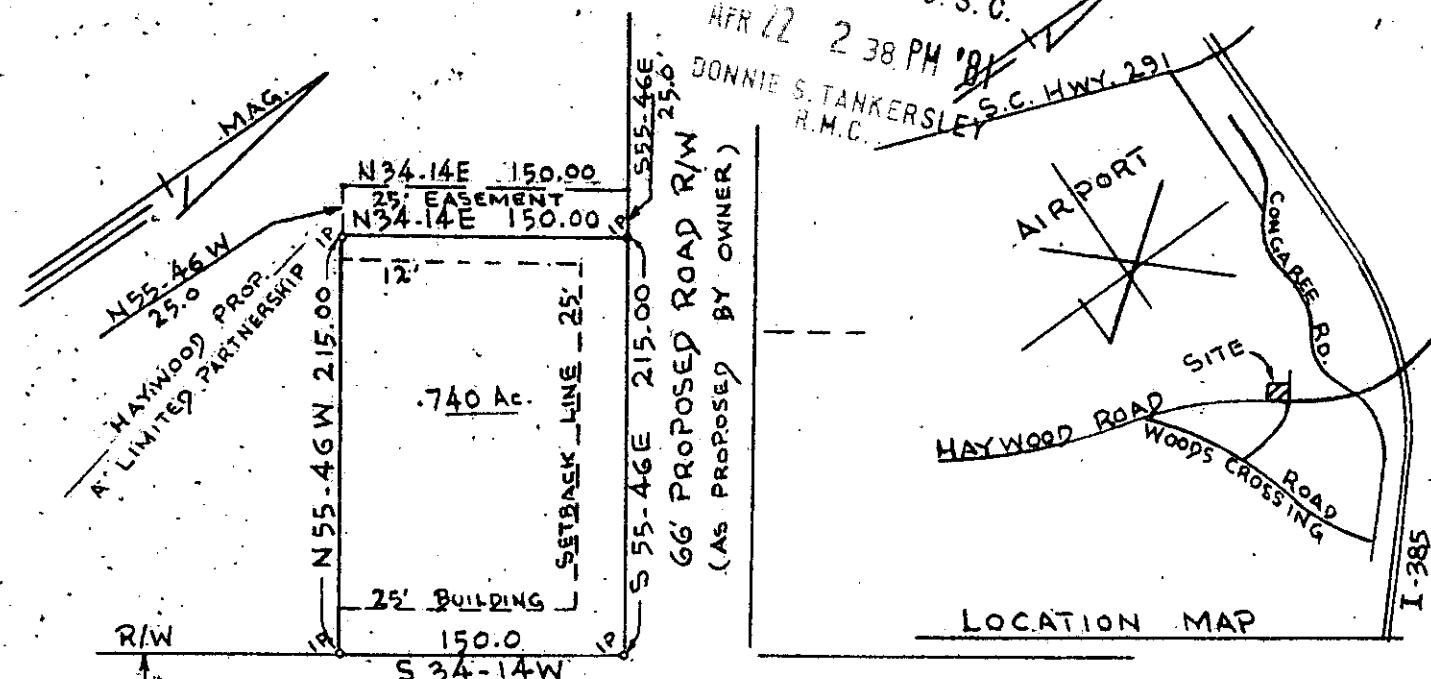 S. C.
APR 22 2 38 PM '81
DONNIE S. TANKERSLEY
R.M.C.
MAG.
N34-14E 150.00
25' EASEMENT
N34-14E 150.00
S55-46E
25.0'
N55-46W
25.0
HAYWOOD PROP.
A LIMITED PARTNERSHIP
IP
IP
12'
N55-46W 215.00
.740 Ac.
SETBACK LINE 25'
25' BUILDING
S 55-46E 215.00
66' PROPOSED ROAD R/W
(AS PROPOSED BY OWNER)
R/W
IP
150.0
IP
S 34-14W
S.C. HWY. 291
AIRPORT
CONGAREE RD.
SITE
HAYWOOD ROAD
WOODS CROSSING
ROAD
I-385
LOCATION MAP